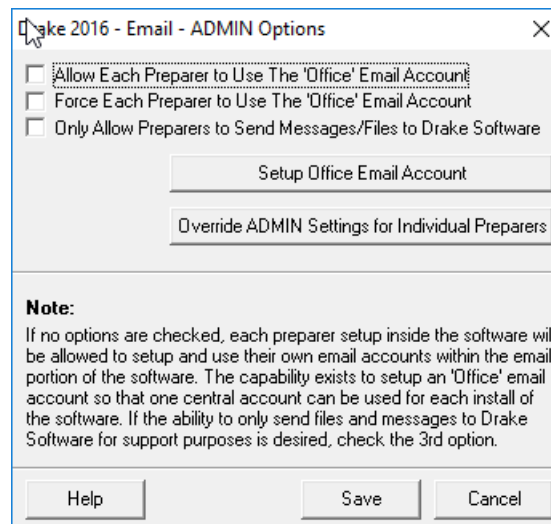 Drake 2016 - Email - ADMIN Options
Allow Each Preparer to Use The 'Office' Email Account
Force Each Preparer to Use The 'Office' Email Account
Only Allow Preparers to Send Messages/Files to Drake Software
Setup Office Email Account
Override ADMIN Settings for Individual Preparers
Note:
If no options are checked, each preparer setup inside the software will
be allowed to setup and use their own email accounts within the email
portion of the software. The capability exists to setup an 'Office' email
account so that one central account can be used for each install of
the software. If the ability to only send files and messages to Drake
Software for support purposes is desired, check the 3rd option.
Help
Save
Cancel